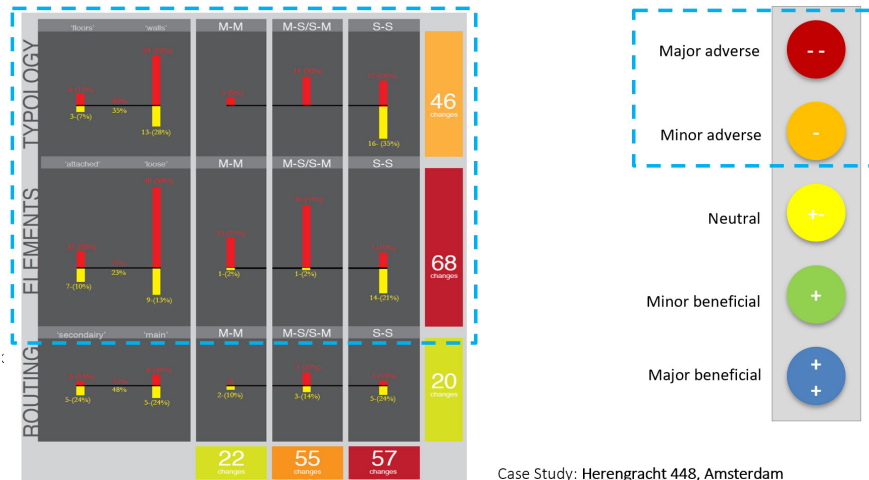 TYPOLOGY
'floors' 'walls' M-M M-S/S-M S-S
35%
3-(7%)
13-(28%)
16- (35%)
46
changes
ELEMENTS
'attached' 'loose' M-M M-S/S-M S-S
23%
7-(10%)
9-(13%)
1-(2%)
1-(2%)
14-(21%)
68
changes
ROUTING
'secondairy' 'main' M-M M-S/S-M S-S
48%
5-(24%)
5-(24%)
2-(10%)
3-(14%)
5-(24%)
20
changes
22
changes
55
changes
57
changes
Major adverse
- -
Minor adverse
-
Neutral
+-
Minor beneficial
+
Major beneficial
+
+
Case Study: Herengracht 448, Amsterdam